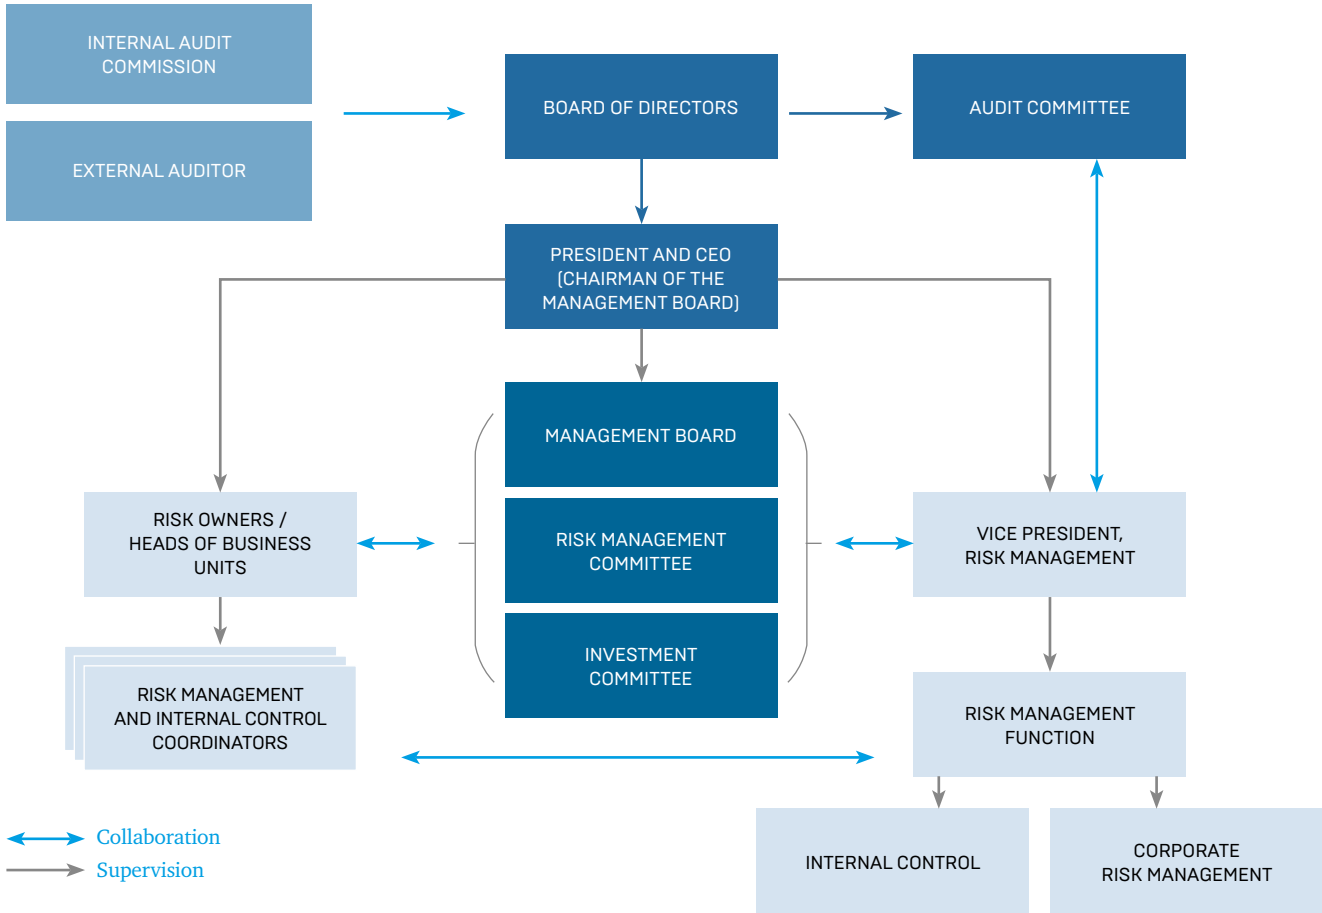 INTERNAL AUDIT
COMMISSION
EXTERNAL AUDITOR
BOARD OF DIRECTORS
AUDIT COMMITTEE
PRESIDENT AND CEO
(CHAIRMAN OF THE
MANAGEMENT BOARD)
MANAGEMENT BOARD
RISK MANAGEMENT
COMMITTEE
INVESTMENT
COMMITTEE
RISK OWNERS /
HEADS OF BUSINESS
UNITS
RISK MANAGEMENT
AND INTERNAL CONTROL
COORDINATORS
VICE PRESIDENT,
RISK MANAGEMENT
RISK MANAGEMENT
FUNCTION
INTERNAL CONTROL
CORPORATE
RISK MANAGEMENT
Collaboration
Supervision